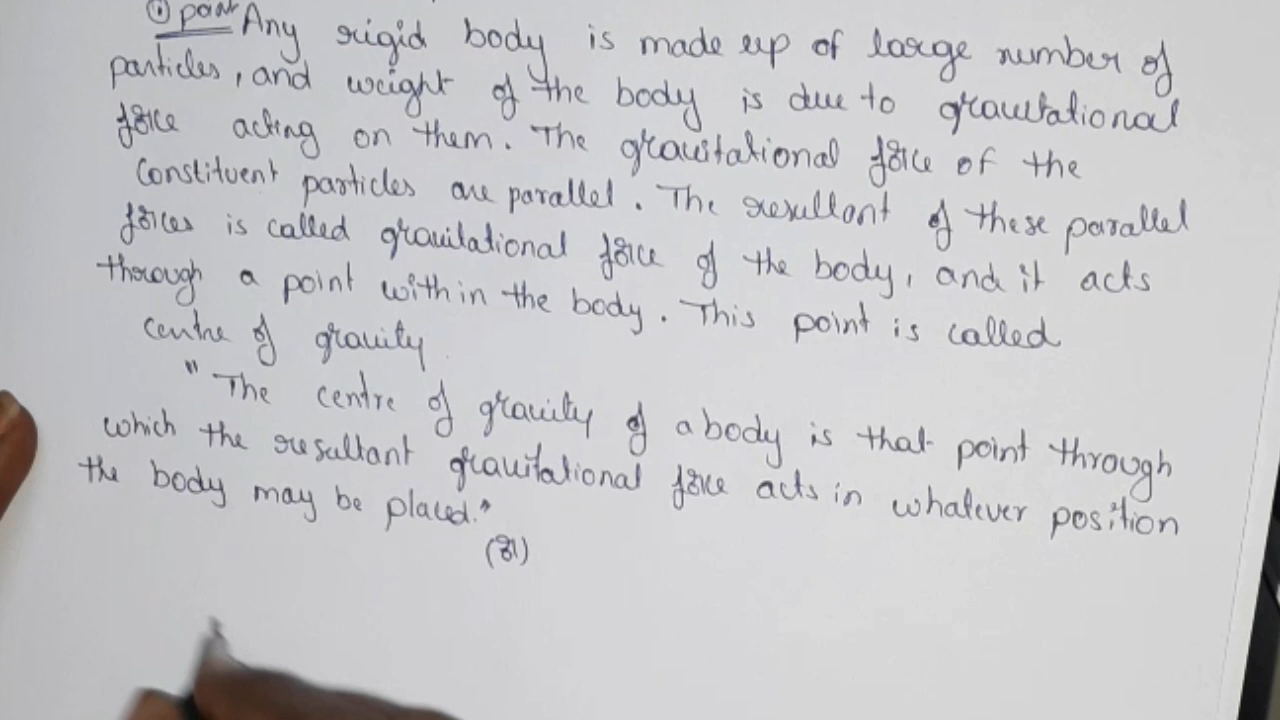 ① point Any rigid body is made up of large number of
particles, and weight of the body is due to gravitational
force acting on them. The gravitational force of the
constituent particles are parallel. The resultant of these parallel
forces is called gravitational force of the body, and it acts
through a point within the body. This point is called
centre of gravity.
"The centre of gravity of a body is that point through
which the resultant gravitational force acts in whatever position
the body may be placed."
(or)